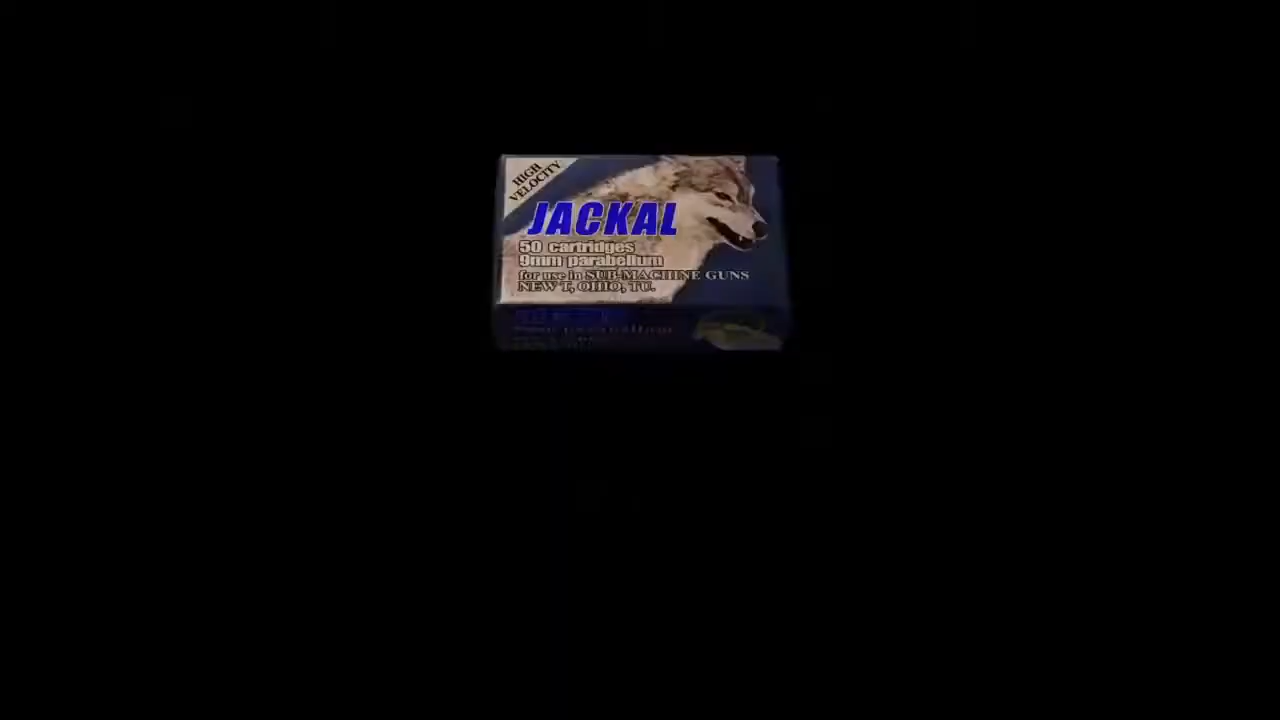 HIGH
VELOCITY
JACKAL
50 cartridges
9mm parabellum
for use in SUB-MACHINE GUNS
NEW T, OHIO, TU.